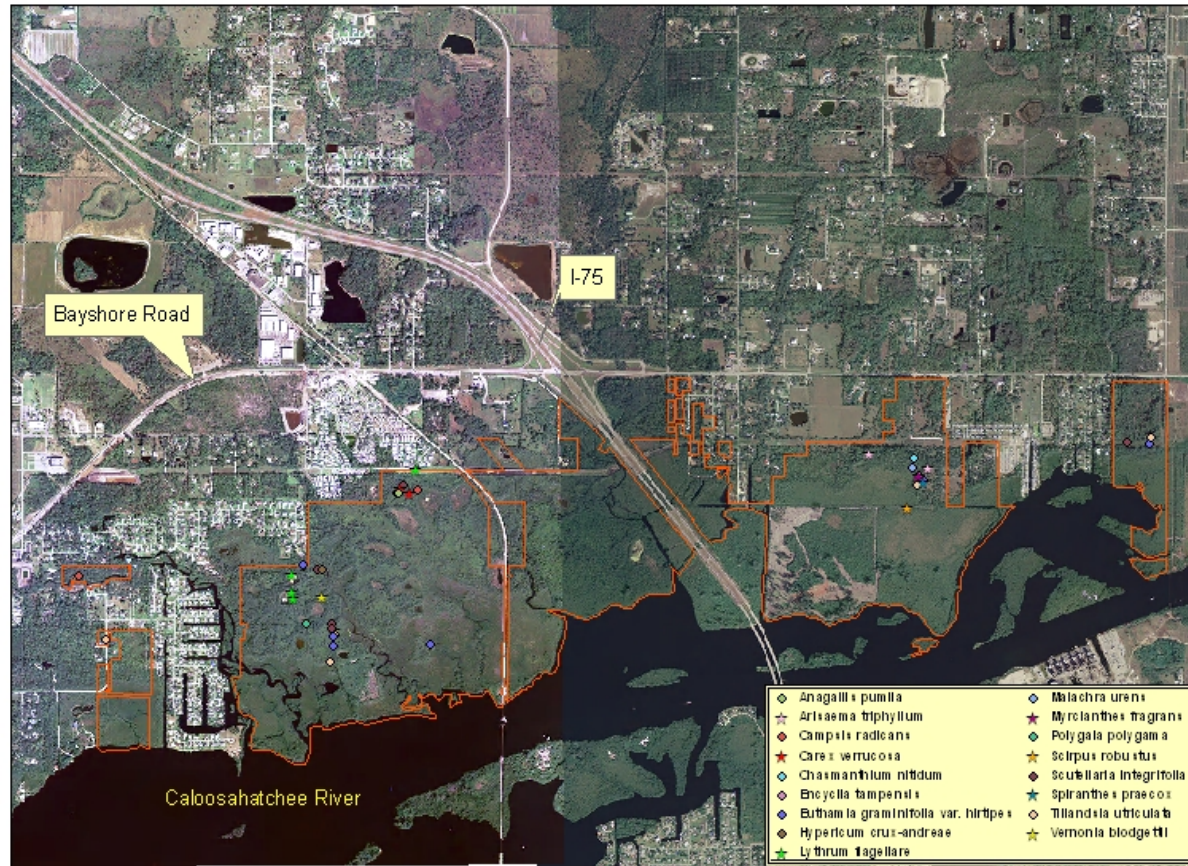 I-75
Bayshore Road
Caloosahatchee River
Anagallis pumila
Arisaema triphyllum
Campsis radicans
Carex verrucosa
Chasmanthium nitidum
Encyclia tampensis
Euthamia graminifolia var. hirtipes
Hypericum crux-andreae
Lythrum flagellare
Malachra urens
Myrcianthes fragrans
Polygala polygama
Scirpus robustus
Scutellaria integrifolia
Spiranthes praecox
Tillandsia utriculata
Vernonia blodgettii